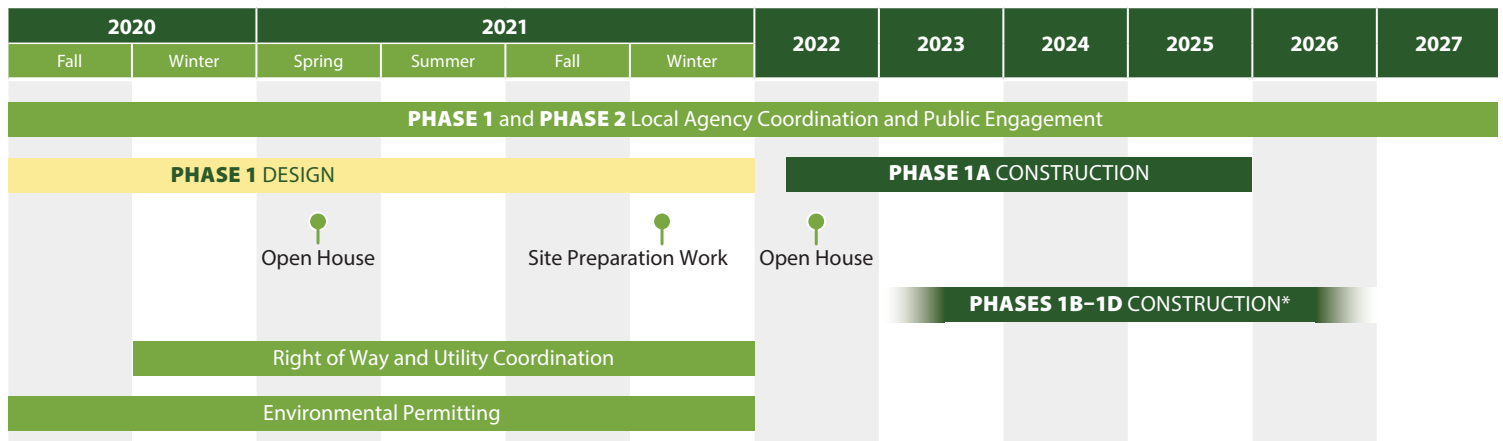 2020
2021
2022
2023
2024
2025
2026
2027
Fall
Winter
Spring
Summer
Fall
Winter
PHASE 1 and PHASE 2 Local Agency Coordination and Public Engagement
PHASE 1 DESIGN
PHASE 1A CONSTRUCTION
Open House
Site Preparation Work
Open House
PHASES 1B–1D CONSTRUCTION*
Right of Way and Utility Coordination
Environmental Permitting